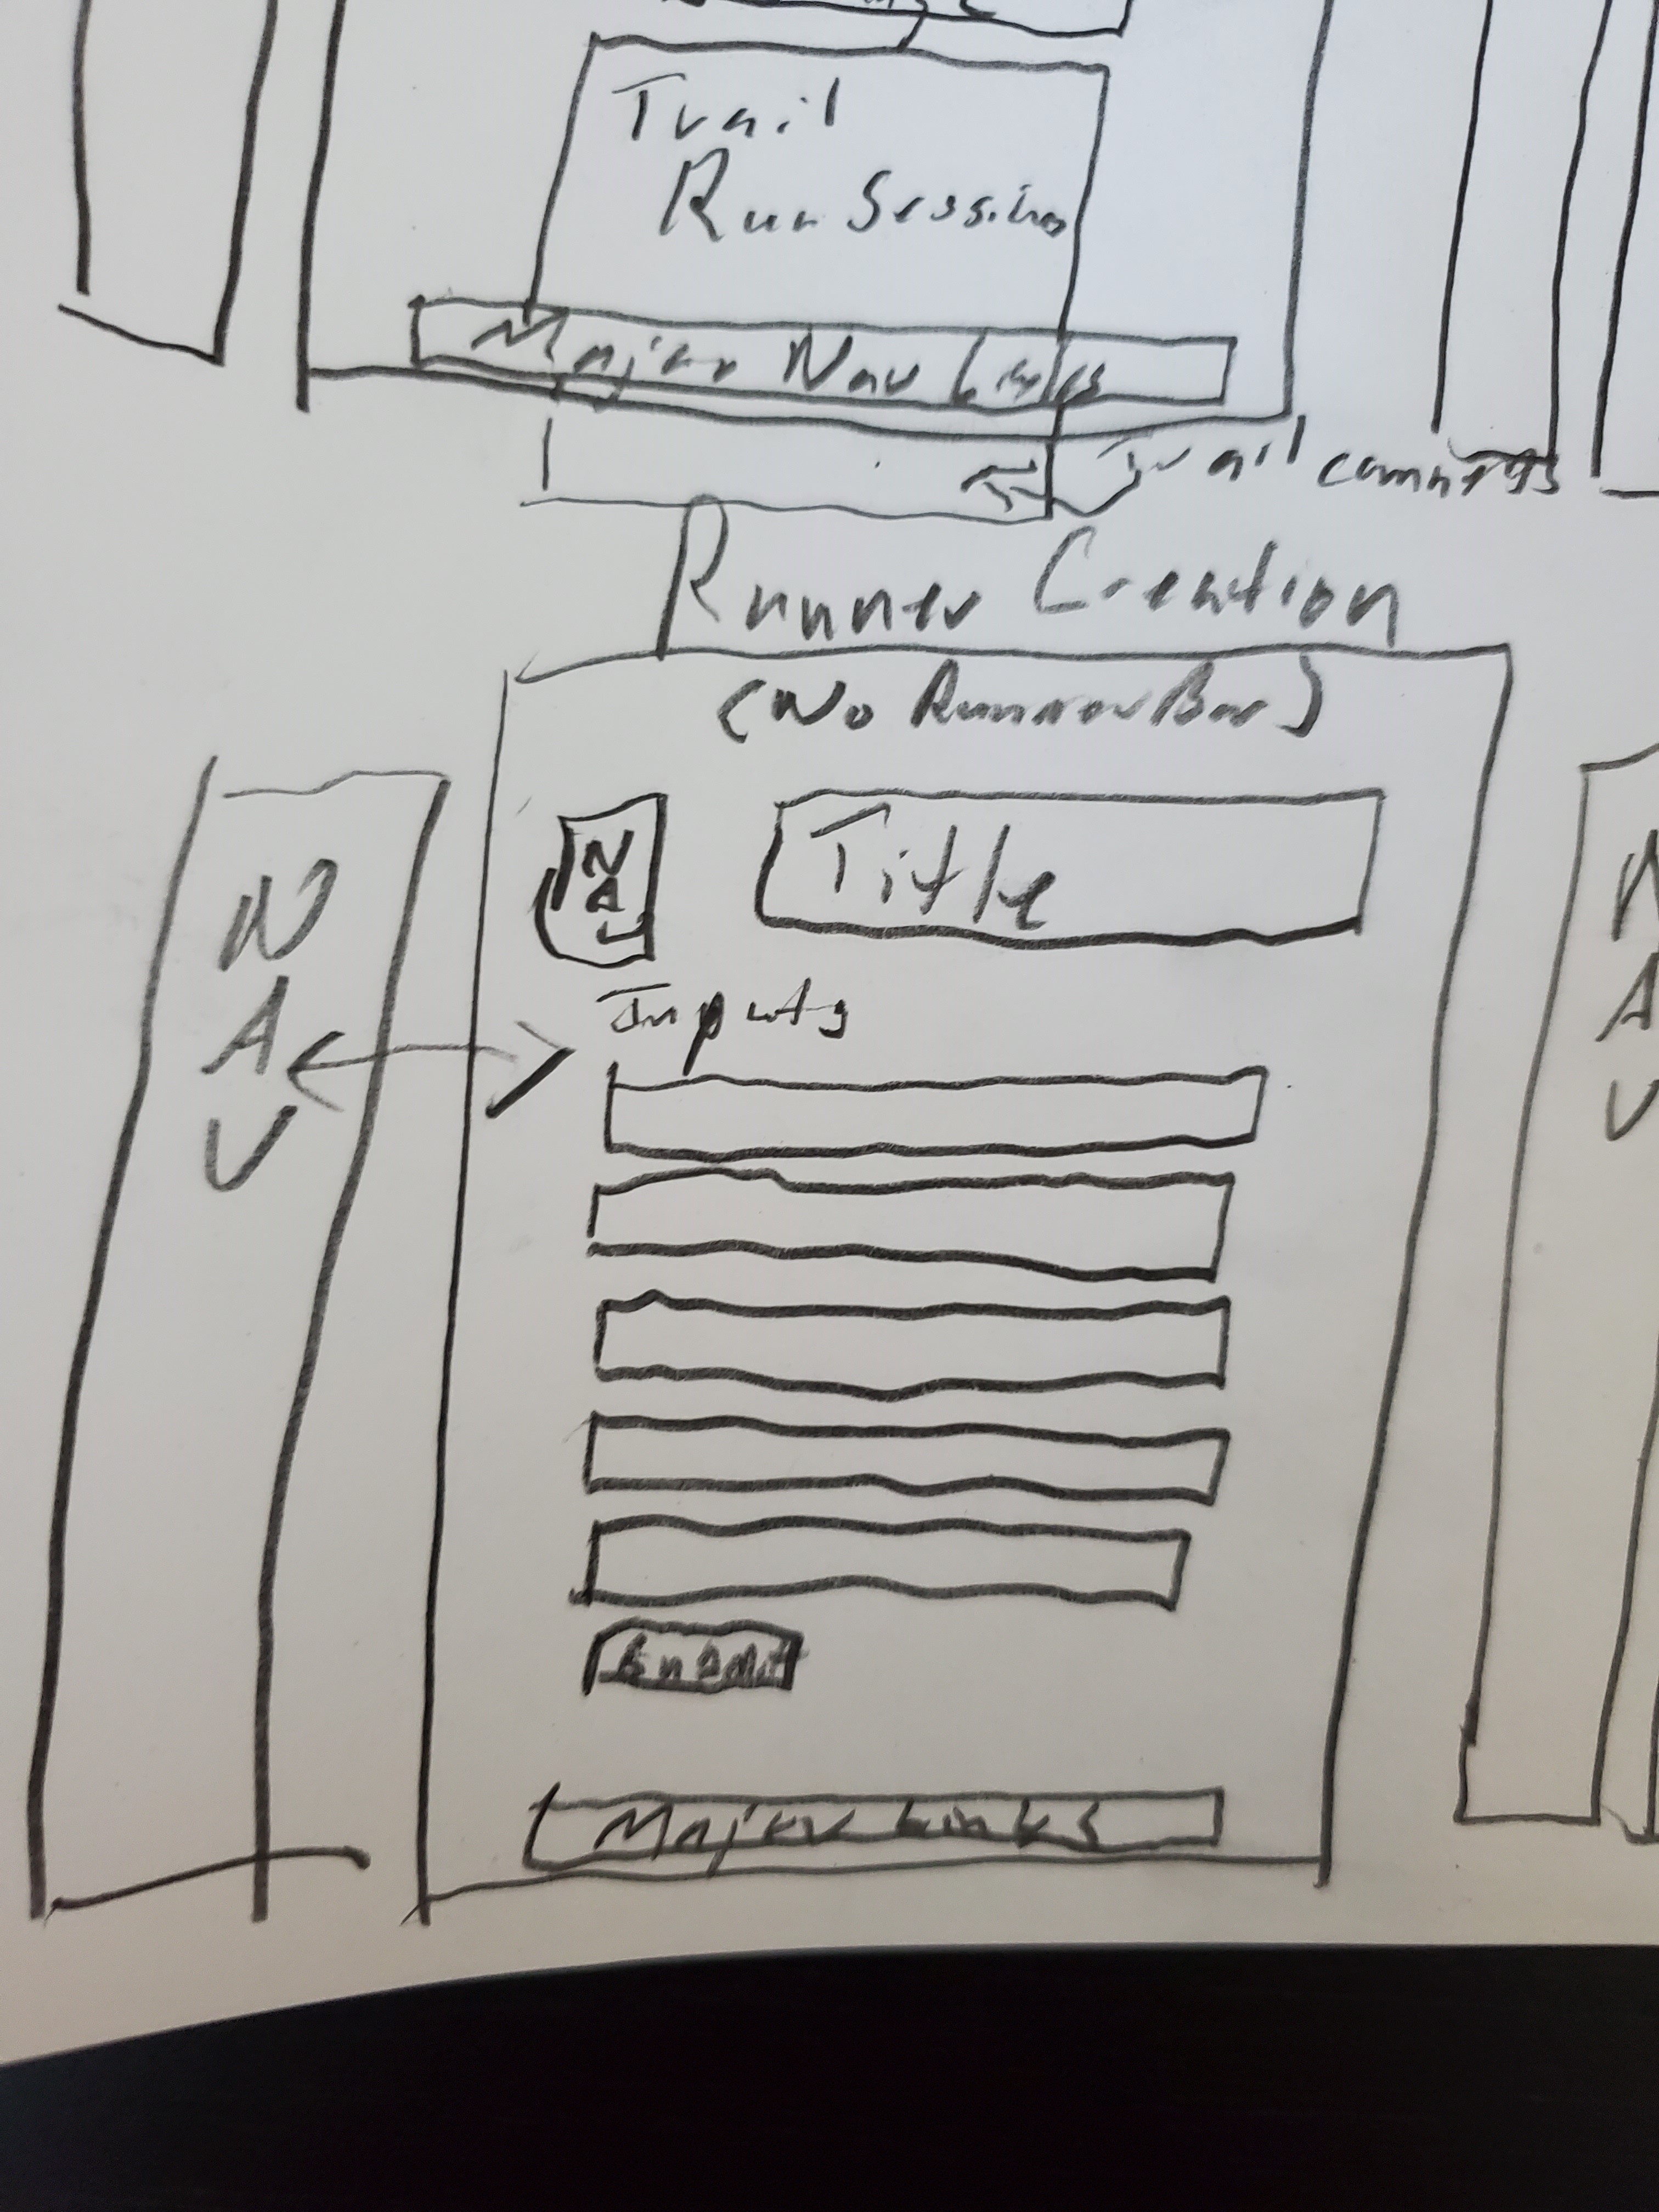 Trail
Run Session
Major Nav Links
Trail comments
Runner Creation
(No Runner Bar)
NAV
Title
NAV
Inputs
Submit
Major Links
NAV